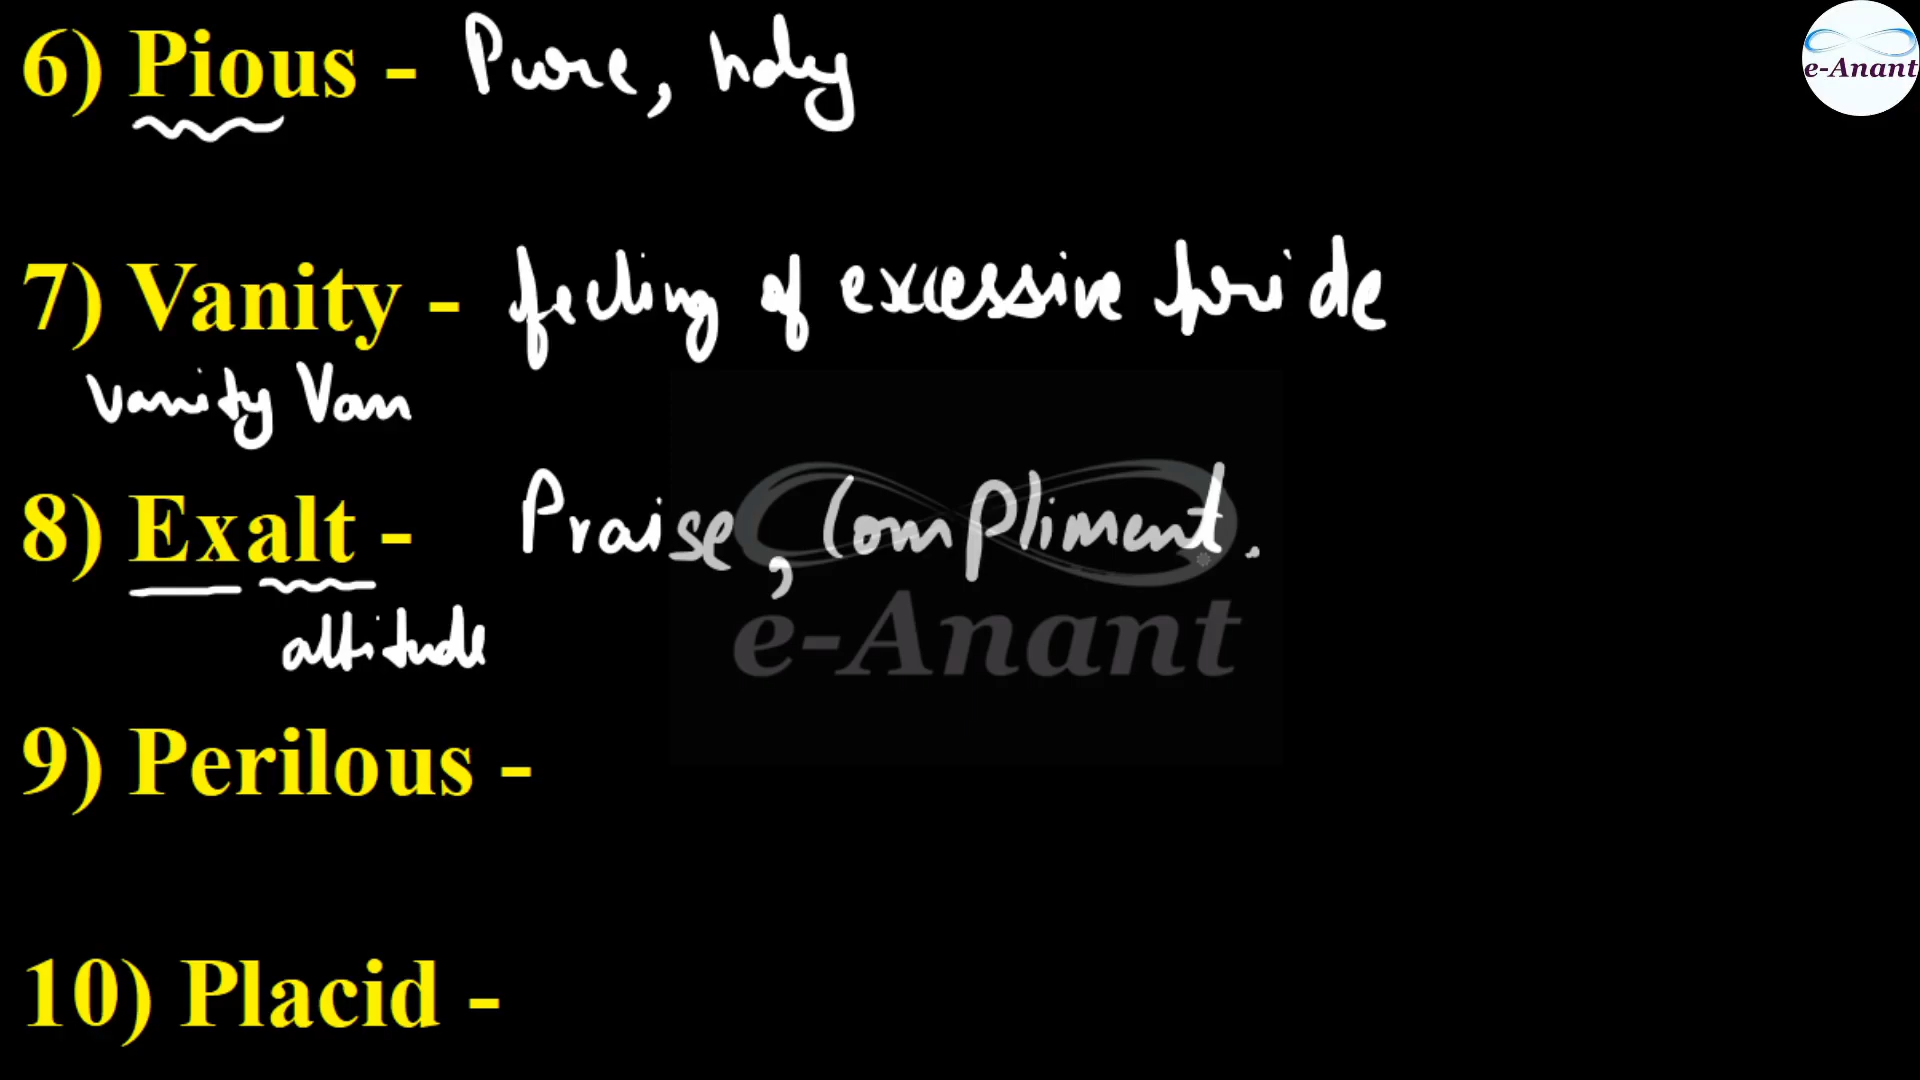 6) Pious - Pure, holy
e-Anant
7) Vanity - feeling of excessive pride
vanity Van
8) Exalt - Praise, Compliment.
altitude
e-Anant
9) Perilous -
10) Placid -